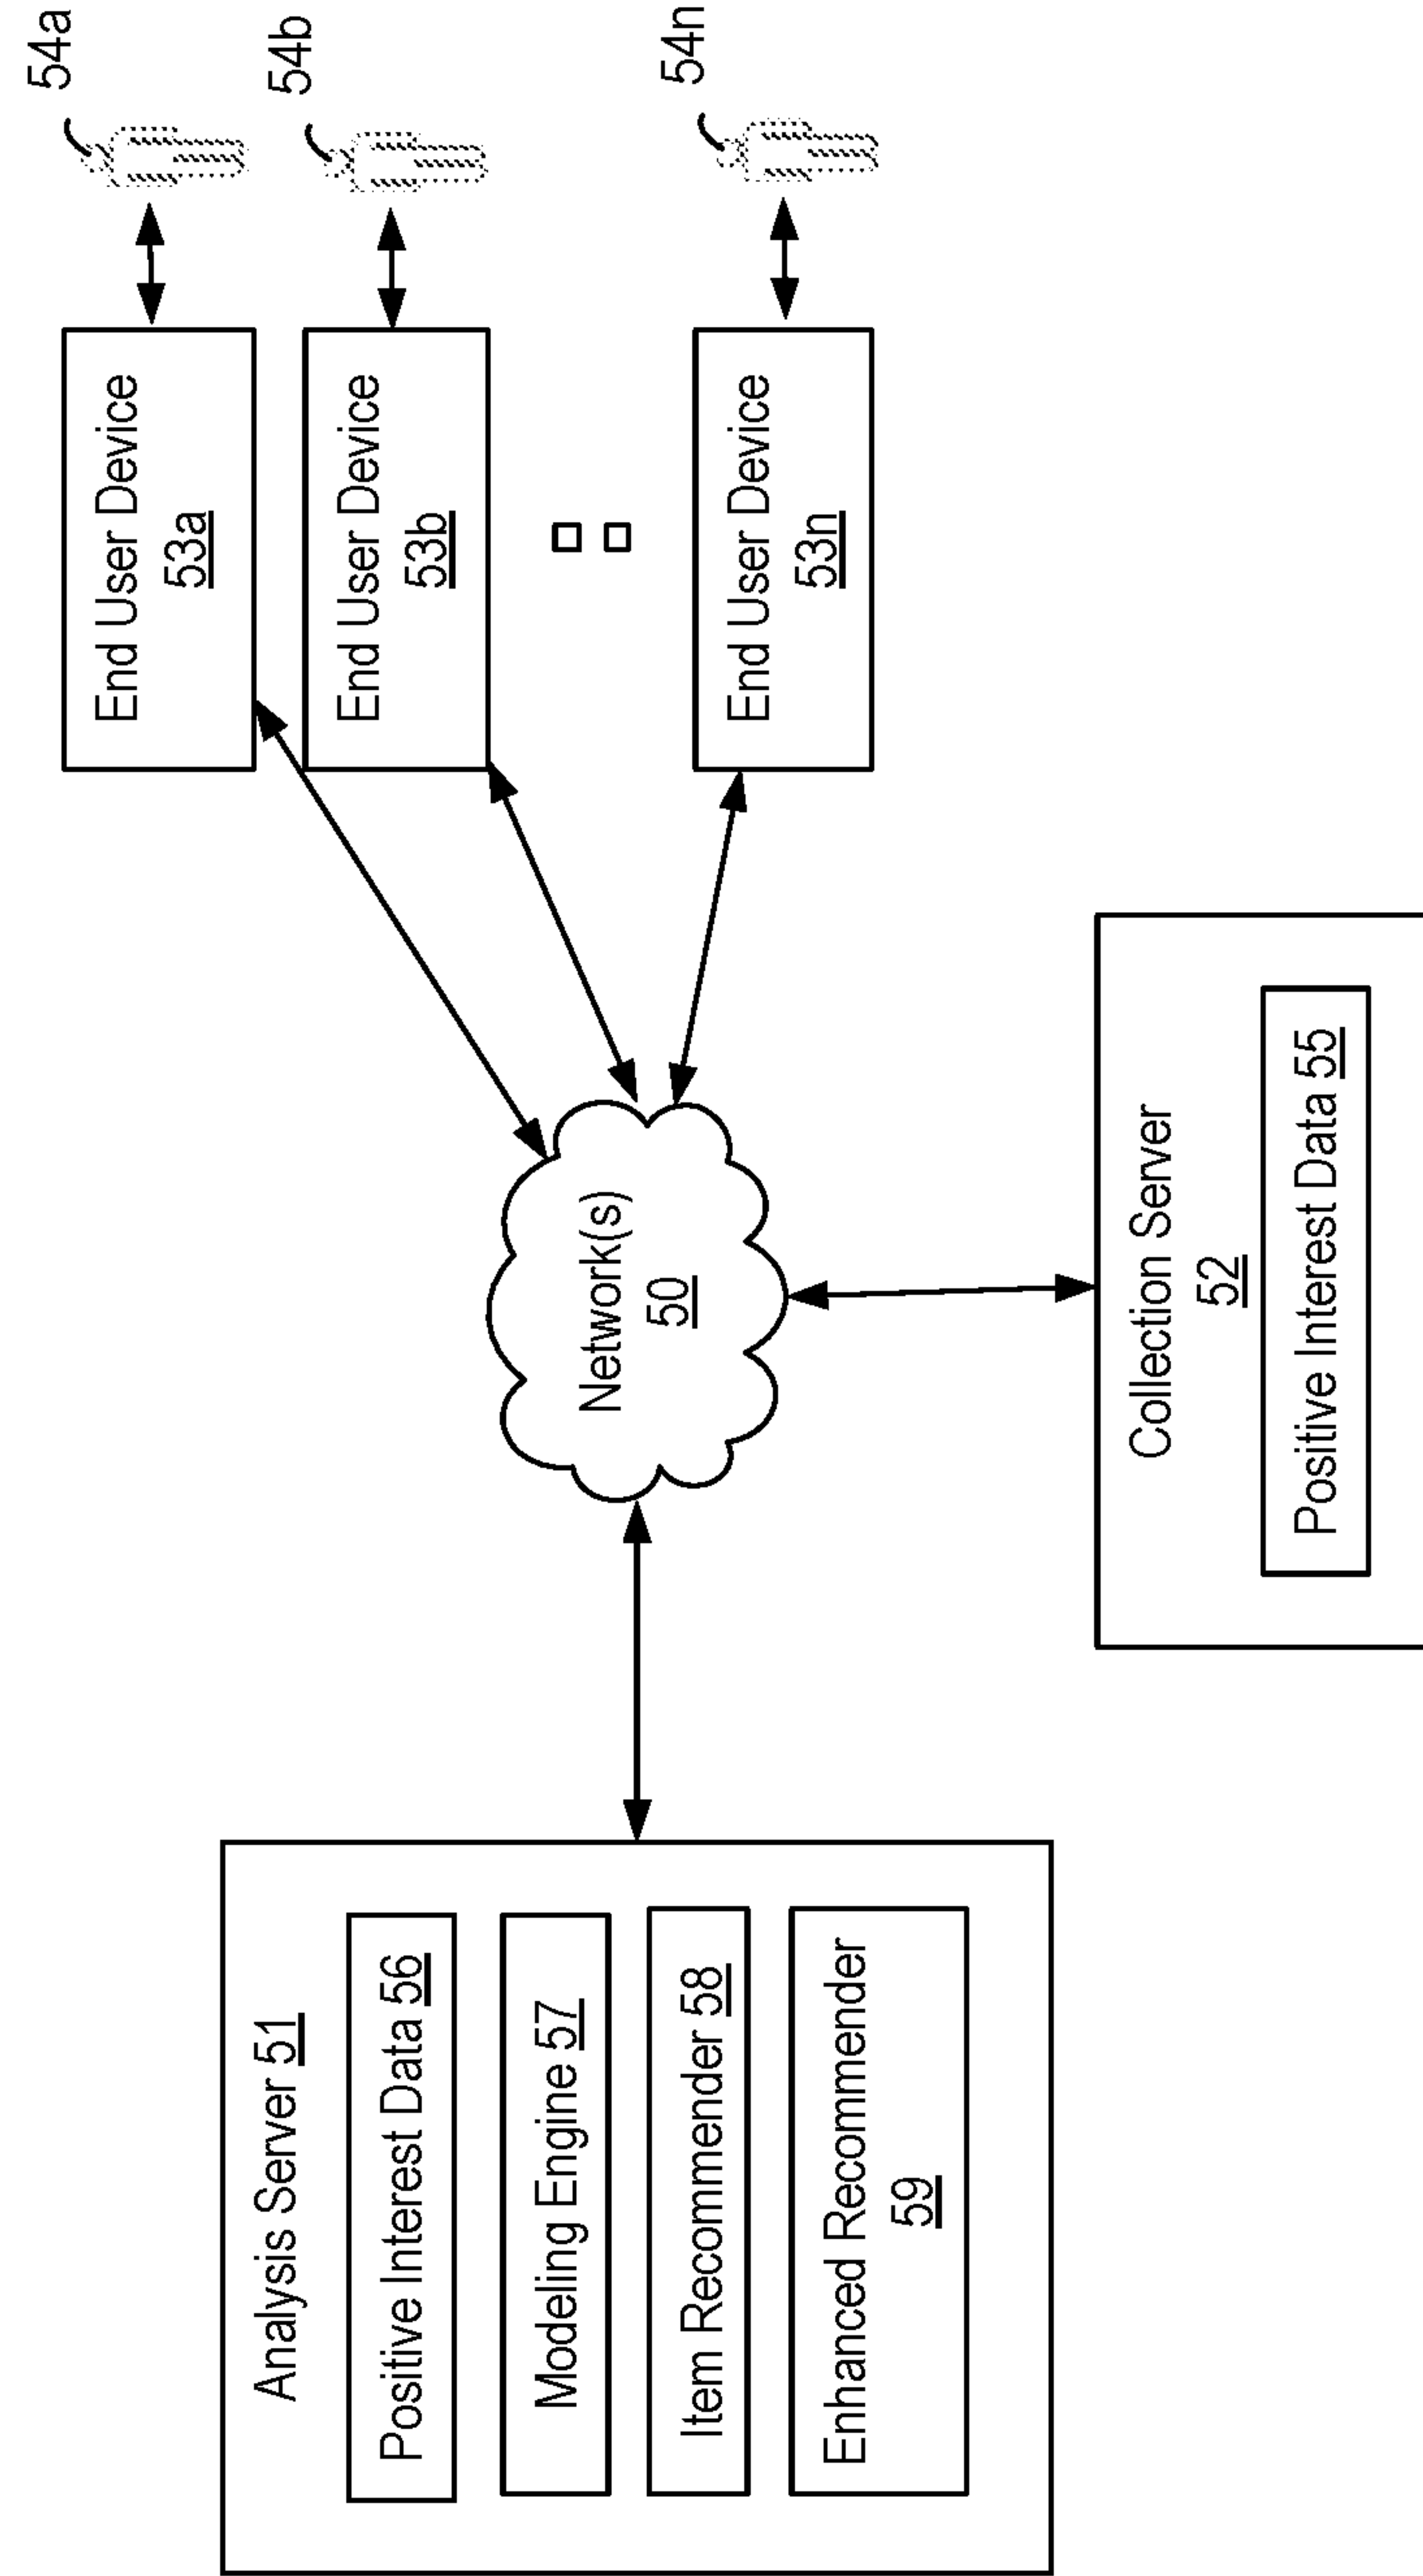 Analysis Server 51
Positive Interest Data 56
Modeling Engine 57
Item Recommender 58
Enhanced Recommender
59
Network(s)
50
Collection Server
52
Positive Interest Data 55
End User Device
53a
54a
End User Device
53b
54b
End User Device
53n
54n